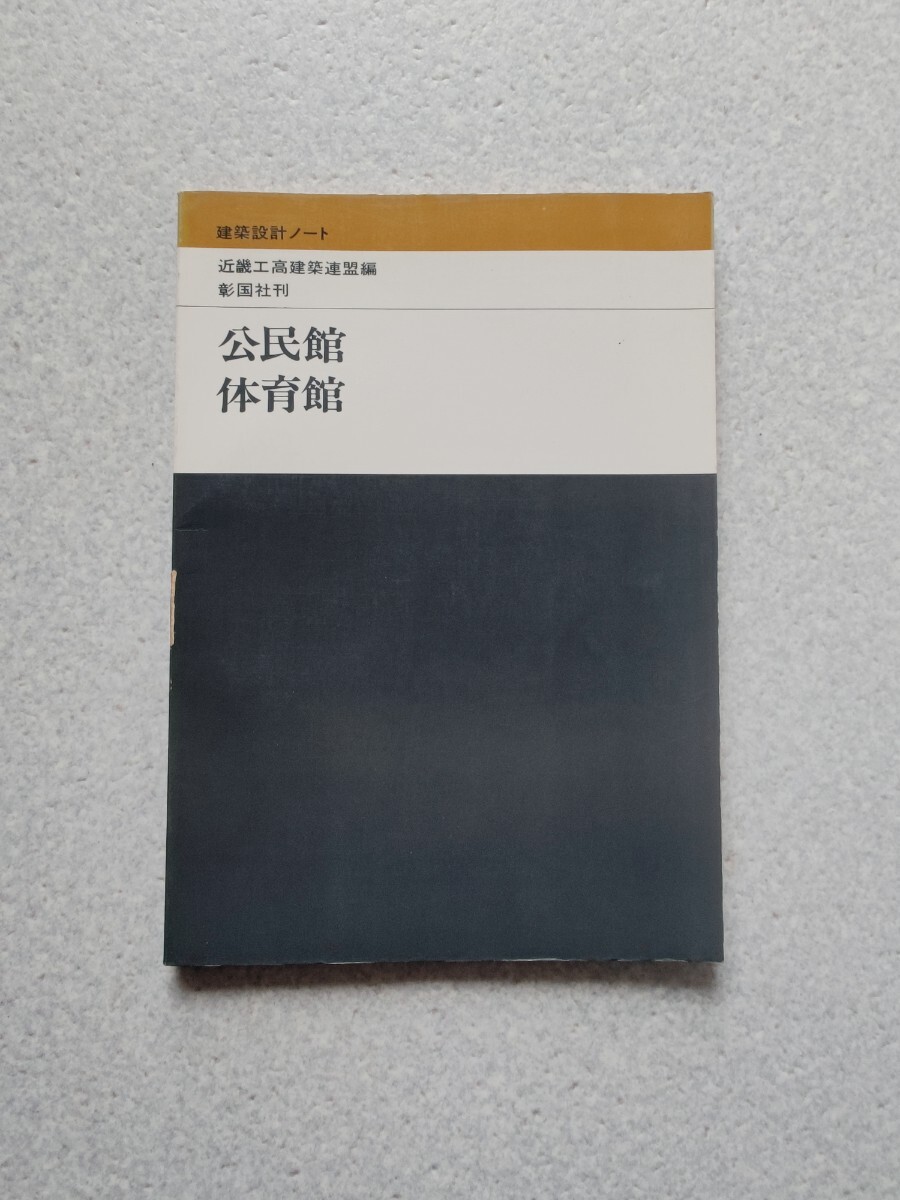 建築設計ノート
近畿工高建築連盟編
彰国社刊
公民館
体育館